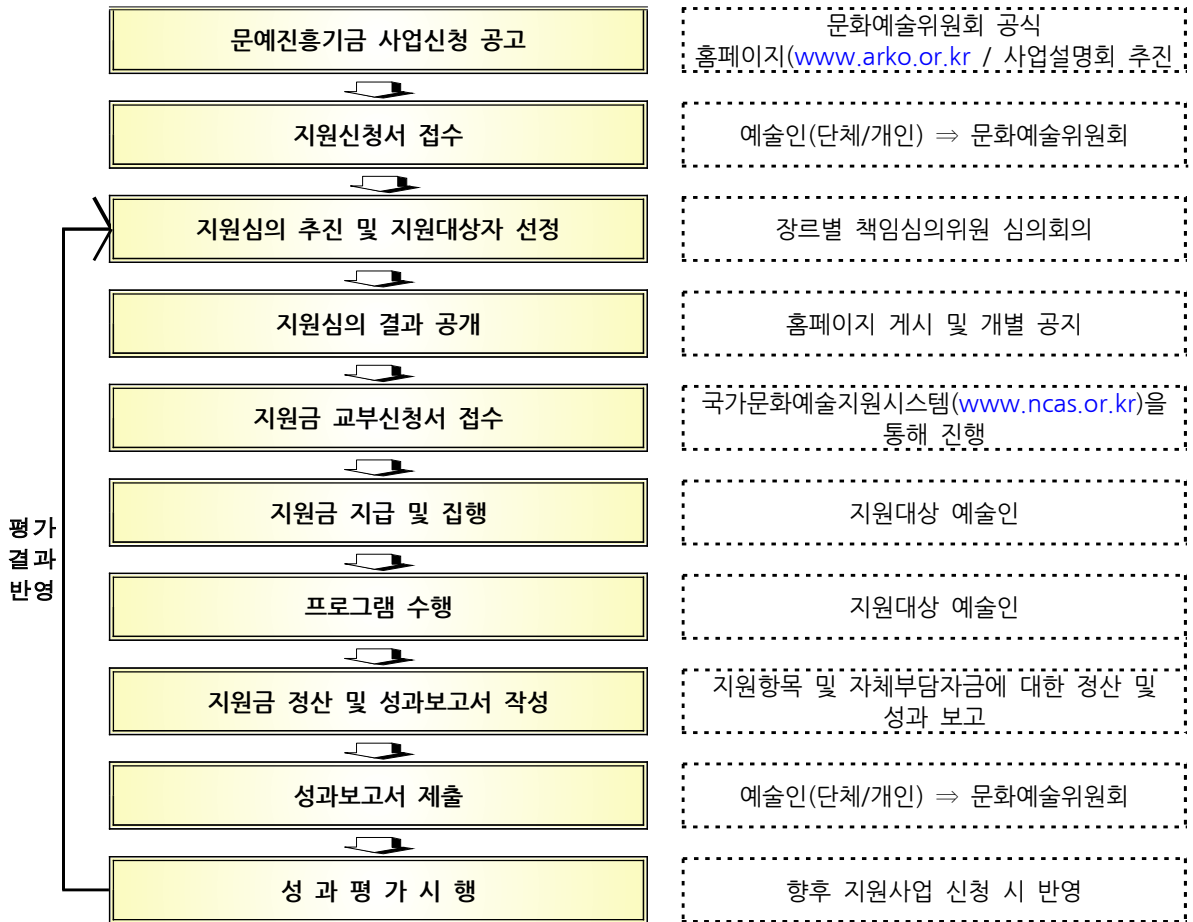 문예진흥기금 사업신청 공고
문화예술위원회 공식
홈페이지(www.arko.or.kr / 사업설명회 추진
지원신청서 접수
예술인(단체/개인) ⇒ 문화예술위원회
지원심의 추진 및 지원대상자 선정
장르별 책임심의위원 심의회의
지원심의 결과 공개
홈페이지 게시 및 개별 공지
지원금 교부신청서 접수
국가문화예술지원시스템(www.ncas.or.kr)을
통해 진행
지원금 지급 및 집행
지원대상 예술인
프로그램 수행
지원대상 예술인
지원금 정산 및 성과보고서 작성
지원항목 및 자체부담자금에 대한 정산 및
성과 보고
성과보고서 제출
예술인(단체/개인) ⇒ 문화예술위원회
성 과 평 가 시 행
향후 지원사업 신청 시 반영
평가
결과
반영